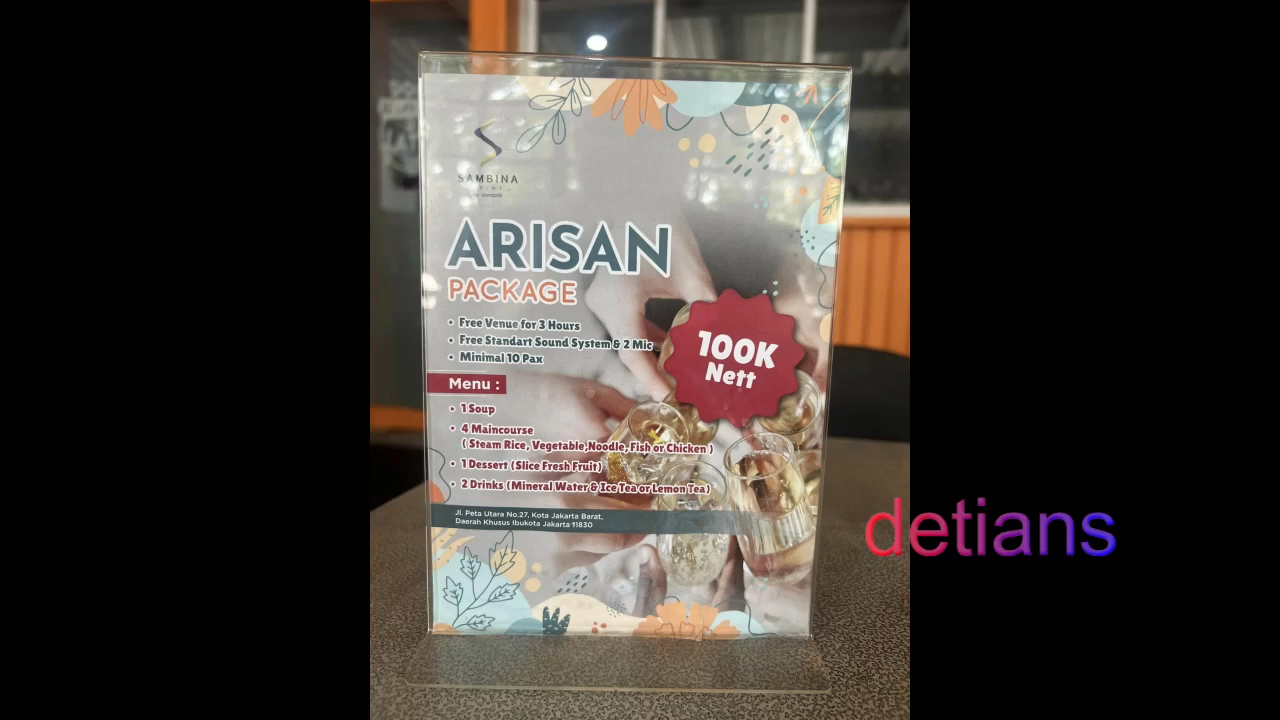 SAMBINA
ARISAN
PACKAGE
• Free Venue for 3 Hours
• Free Standart Sound System & 2 Mic
• Minimal 10 Pax
100K
Nett
Menu :
• 1 Soup
• 4 Maincourse
( Steam Rice, Vegetable,Noodle, Fish or Chicken )
• 1 Dessert (Slice Fresh Fruit)
• 2 Drinks (Mineral Water & Ice Tea or Lemon Tea)
Jl. Peta Utara No.27, Kota Jakarta Barat,
Daerah Khusus Ibukota Jakarta 11830
detians